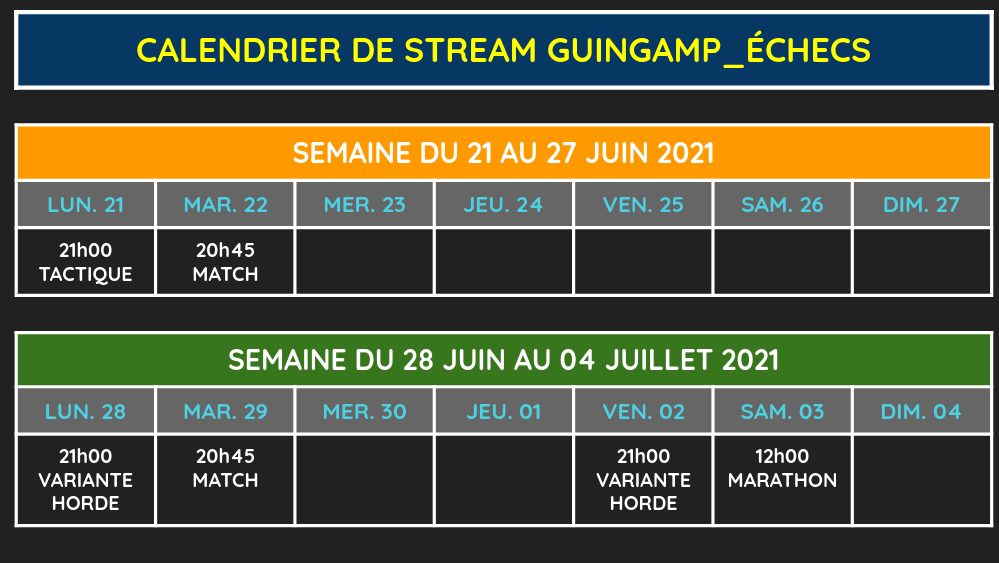 CALENDRIER DE STREAM GUINGAMP_ÉCHECS
SEMAINE DU 21 AU 27 JUIN 2021
LUN. 21 MAR. 22 MER. 23 JEU. 24 VEN. 25 SAM. 26 DIM. 27
21h00 20h45
TACTIQUE MATCH
SEMAINE DU 28 JUIN AU 04 JUILLET 2021
LUN. 28 MAR. 29 MER. 30 JEU. 01 VEN. 02 SAM. 03 DIM. 04
21h00 20h45 21h00 12h00
VARIANTE MATCH VARIANTE MARATHON
HORDE HORDE